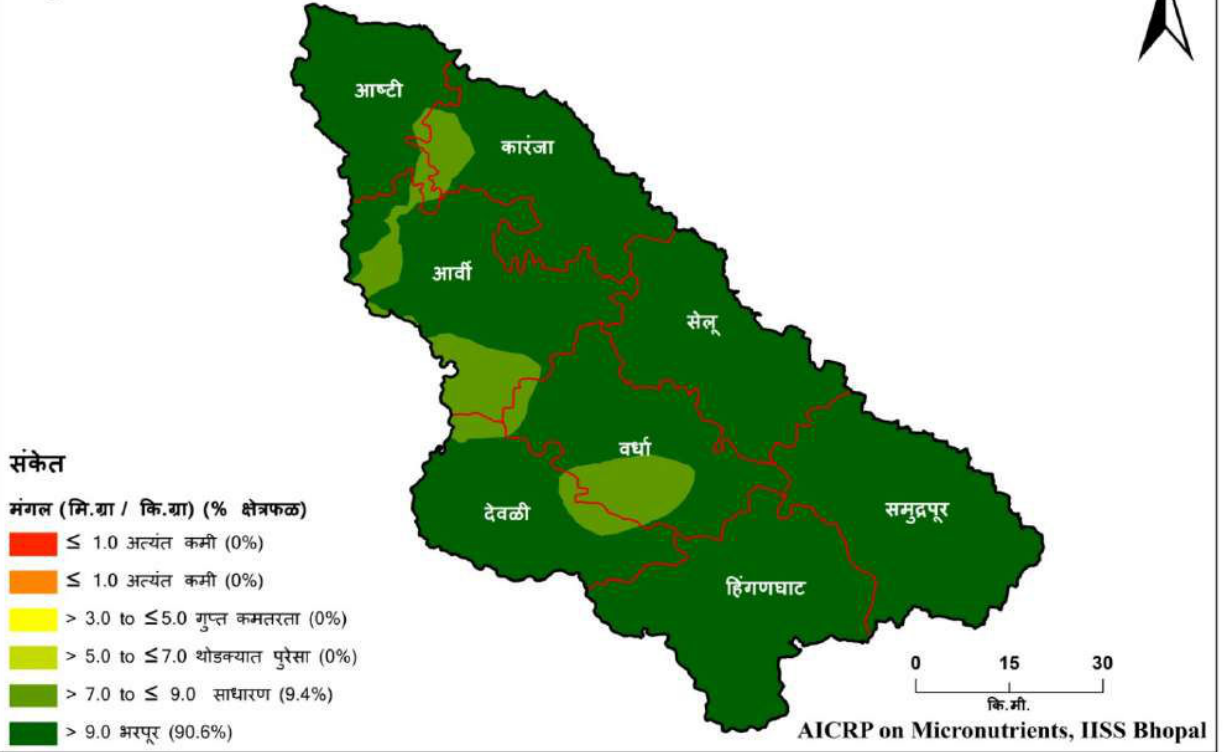 आष्टी
कारंजा
आर्वी
सेलू
वर्धा
देवळी
समुद्रपूर
हिंगणघाट
संकेत
मंगल (मि.ग्रा / कि.ग्रा) (% क्षेत्रफळ)
≤ 1.0 अत्यंत कमी (0%)
≤ 1.0 अत्यंत कमी (0%)
> 3.0 to ≤5.0 गुप्त कमतरता (0%)
> 5.0 to ≤7.0 थोडक्यात पुरेसा (0%)
> 7.0 to ≤ 9.0 साधारण (9.4%)
> 9.0 भरपूर (90.6%)
0 15 30
कि.मी.
AICRP on Micronutrients, IISS Bhopal